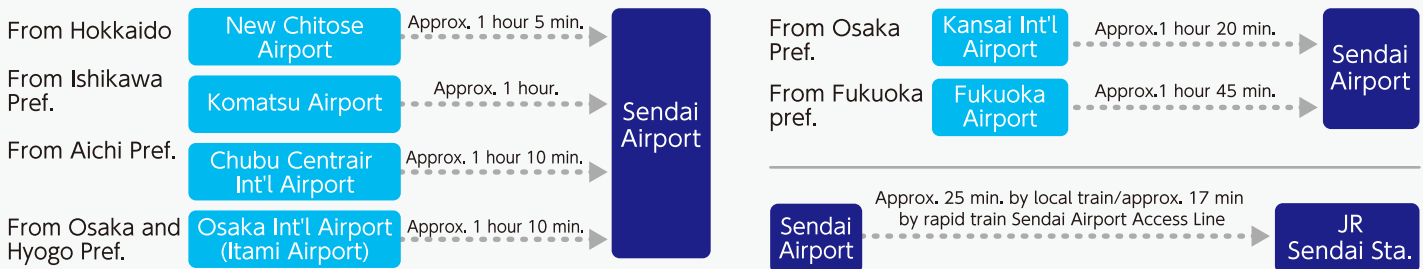 From Hokkaido
New Chitose
Airport
Approx. 1 hour 5 min.
From Ishikawa
Pref.
Komatsu Airport
Approx. 1 hour.
From Aichi Pref.
Chubu Centrair
Int'l Airport
Approx. 1 hour 10 min.
From Osaka and
Hyogo Pref.
Osaka Int'l Airport
(Itami Airport)
Approx. 1 hour 10 min.
Sendai
Airport
From Osaka
Pref.
Kansai Int'l
Airport
Approx.1 hour 20 min.
From Fukuoka
pref.
Fukuoka
Airport
Approx.1 hour 45 min.
Sendai
Airport
Sendai
Airport
Approx. 25 min. by local train/approx. 17 min
by rapid train Sendai Airport Access Line
JR
Sendai Sta.